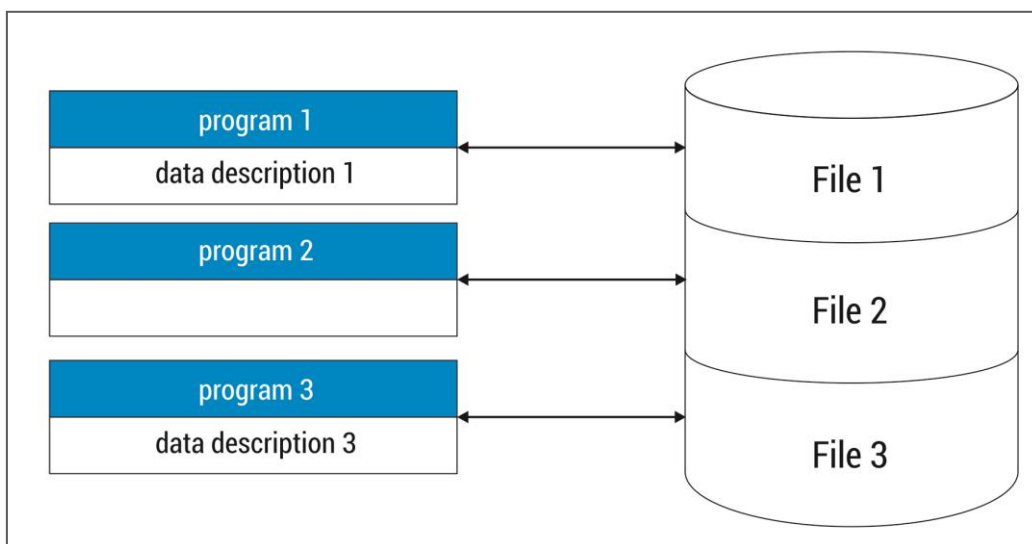 program 1
data description 1
program 2
program 3
data description 3
File 1
File 2
File 3